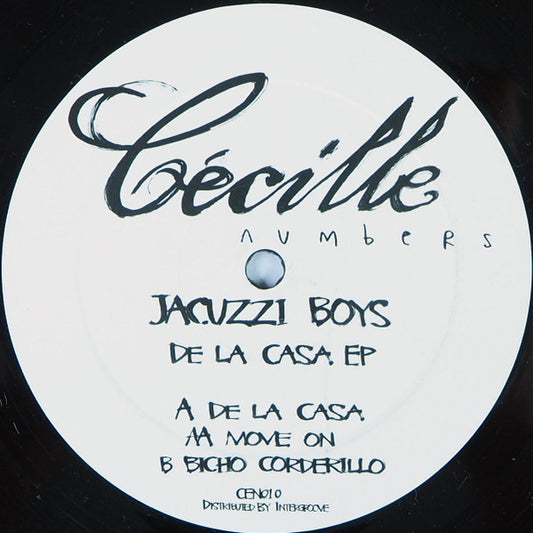 Cécille
numbers
JACUZZI BOYS
DE LA CASA EP
A DE LA CASA
AA MOVE ON
B BICHO CORDERILLO
CEN010
DISTRIBUTED BY INTERGROOVE